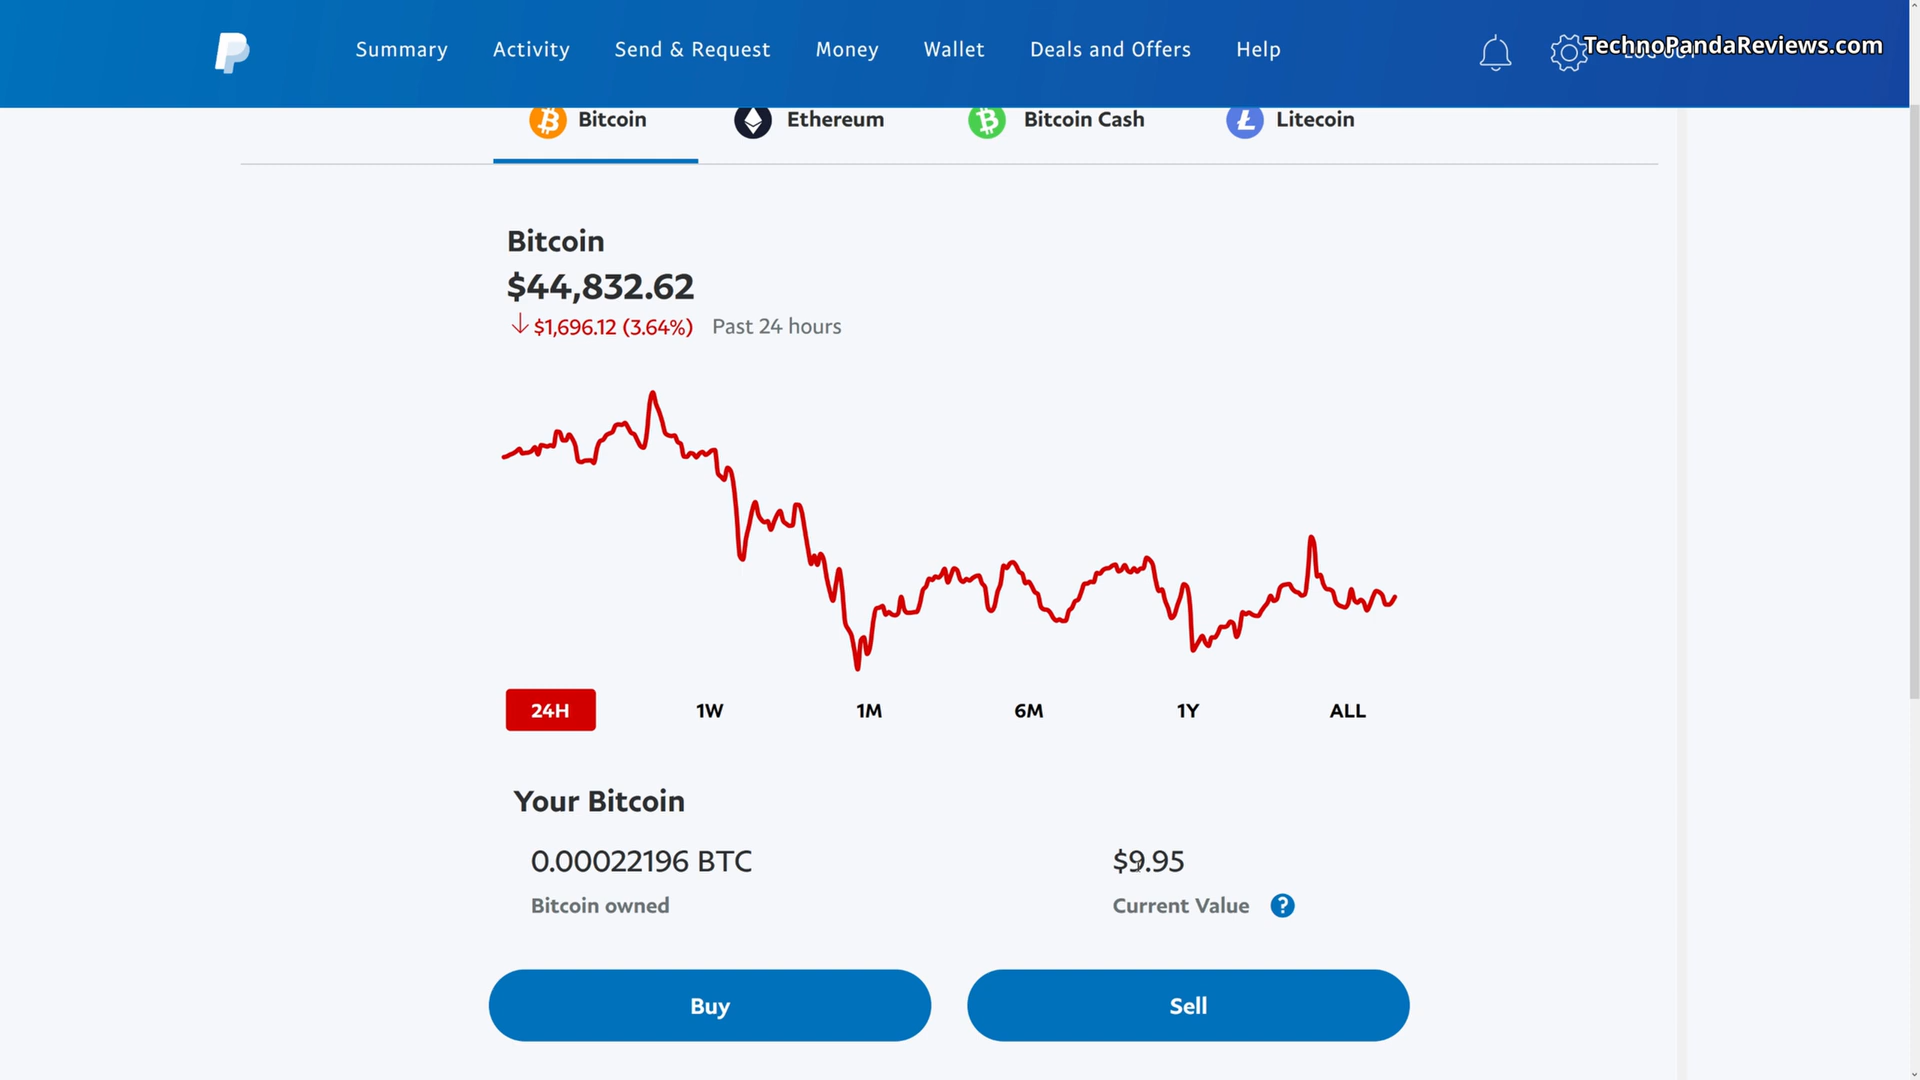 Summary Activity Send & Request Money Wallet Deals and Offers Help TechnoPandaReviews.com
Bitcoin Ethereum Bitcoin Cash Litecoin
Bitcoin
$44,832.62
$1,696.12 (3.64%) Past 24 hours
24H 1W 1M 6M 1Y ALL
Your Bitcoin
0.00022196 BTC $9.95
Bitcoin owned Current Value ?
Buy Sell